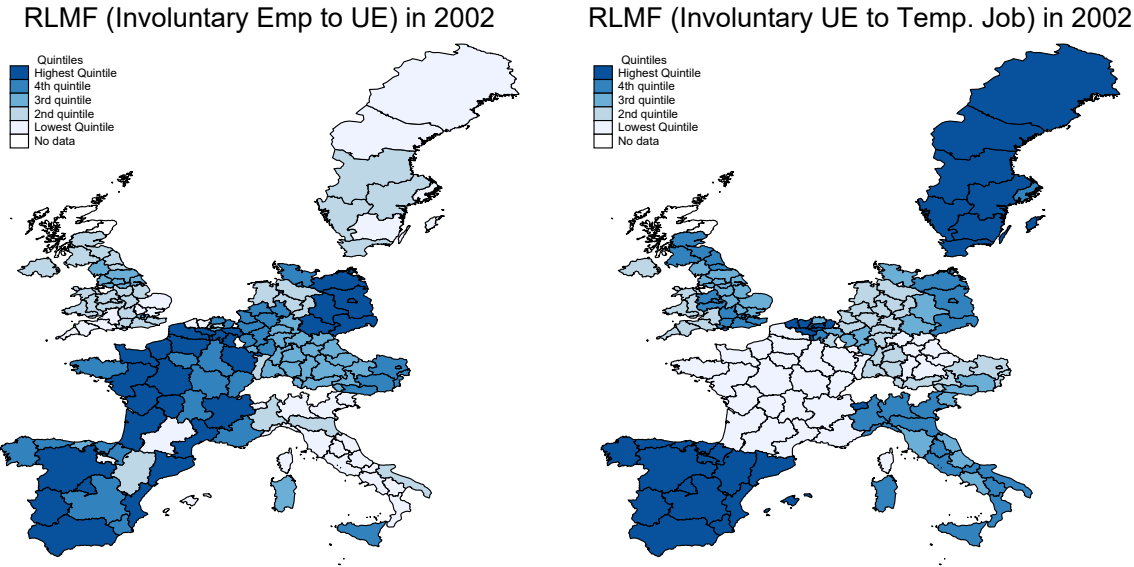 RLMF (Involuntary Emp to UE) in 2002
Quintiles
Highest Quintile
4th quintile
3rd quintile
2nd quintile
Lowest Quintile
No data
RLMF (Involuntary UE to Temp. Job) in 2002
Quintiles
Highest Quintile
4th quintile
3rd quintile
2nd quintile
Lowest Quintile
No data